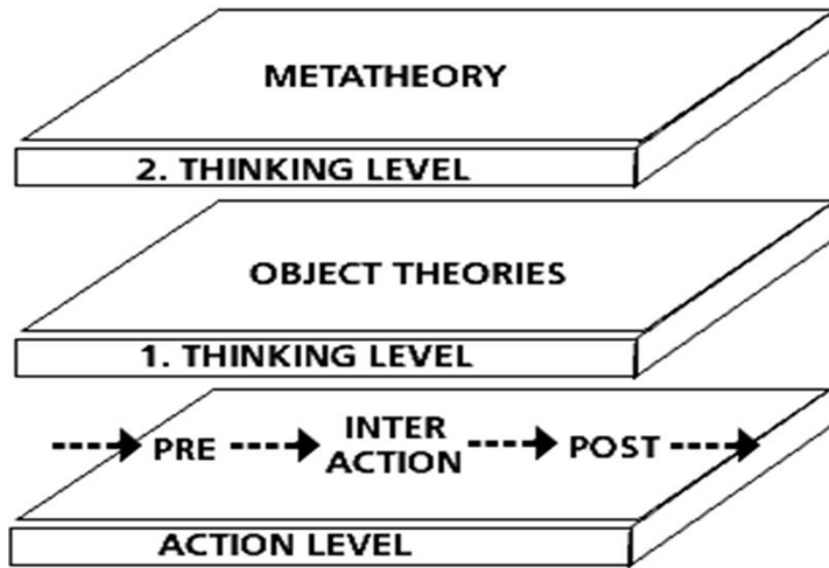 METATHEORY
2. THINKING LEVEL
OBJECT THEORIES
1. THINKING LEVEL
PRE INTER ACTION POST
ACTION LEVEL